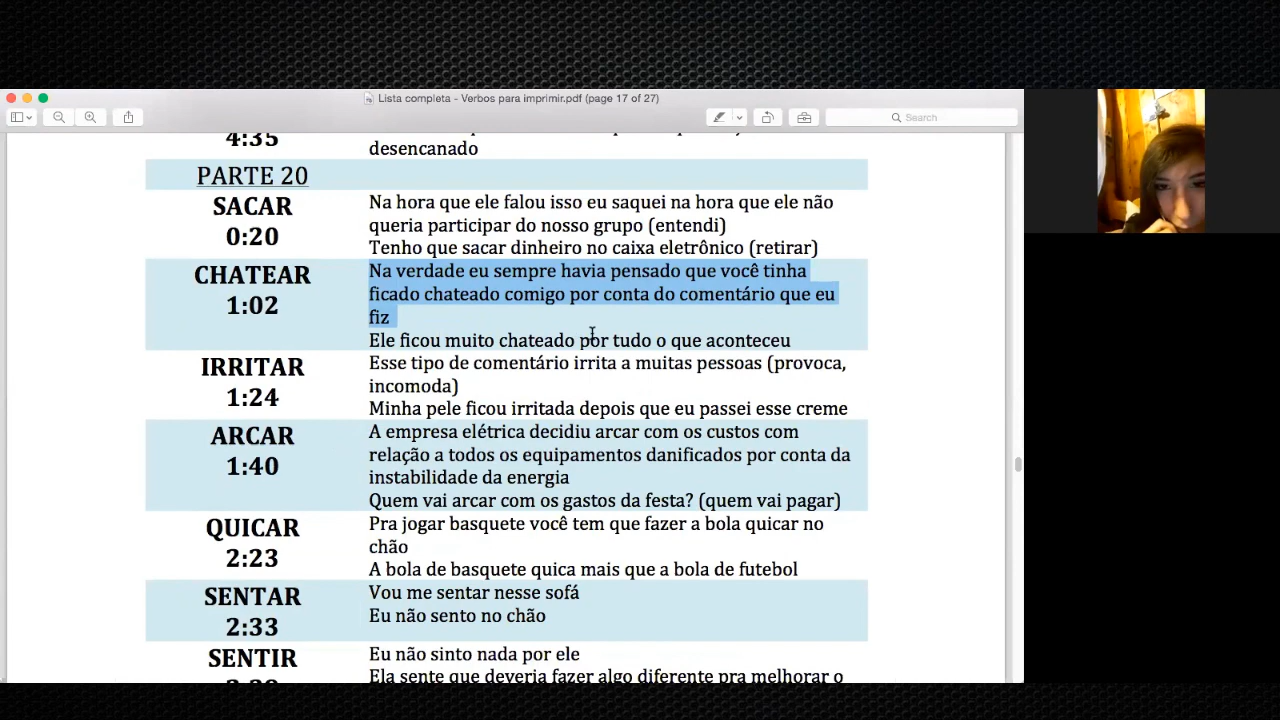 Lista completa - Verbos para imprimir.pdf (page 17 of 27)
Search
4:35
desencanado
PARTE 20
SACAR
0:20
Na hora que ele falou isso eu saquei na hora que ele não
queria participar do nosso grupo (entendi)
Tenho que sacar dinheiro no caixa eletrônico (retirar)
CHATEAR
1:02
Na verdade eu sempre havia pensado que você tinha
ficado chateado comigo por conta do comentário que eu
fiz
Ele ficou muito chateado por tudo o que aconteceu
IRRITAR
1:24
Esse tipo de comentário irrita a muitas pessoas (provoca,
incomoda)
Minha pele ficou irritada depois que eu passei esse creme
ARCAR
1:40
A empresa elétrica decidiu arcar com os custos com
relação a todos os equipamentos danificados por conta da
instabilidade da energia
Quem vai arcar com os gastos da festa? (quem vai pagar)
QUICAR
2:23
Pra jogar basquete você tem que fazer a bola quicar no
chão
A bola de basquete quica mais que a bola de futebol
SENTAR
2:33
Vou me sentar nesse sofá
Eu não sento no chão
SENTIR
Eu não sinto nada por ele
Ela sente que deveria fazer algo diferente pra melhorar o